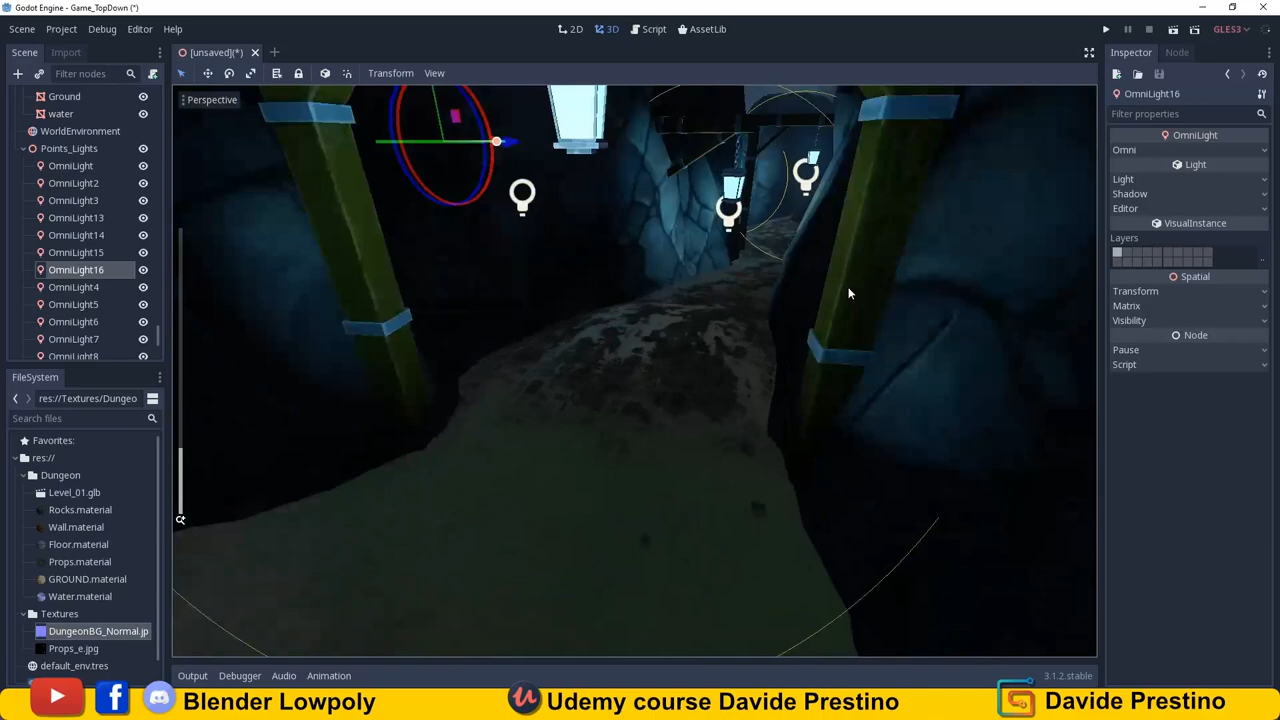 Godot Engine - Game_TopDown (*)
Scene Project Debug Editor Help
2D 3D Script AssetLib
GLES3
Scene Import
[unsaved](*)
Inspector Node
Filter nodes
Transform View
Perspective
OmniLight16
Filter properties
Ground
water
WorldEnvironment
Points_Lights
OmniLight
OmniLight2
OmniLight3
OmniLight13
OmniLight14
OmniLight15
OmniLight16
OmniLight4
OmniLight5
OmniLight6
OmniLight7
OmniLight8
OmniLight
Omni
Light
Light
Shadow
Editor
VisualInstance
Layers
..
Spatial
Transform
Matrix
Visibility
Node
Pause
Script
FileSystem
res://Textures/Dungeo
Search files
Favorites:
res://
Dungeon
Level_01.glb
Rocks.material
Wall.material
Floor.material
Props.material
GROUND.material
Water.material
Textures
DungeonBG_Normal.jp
Props_e.jpg
default_env.tres
Output Debugger Audio Animation
3.1.2.stable
Blender Lowpoly
Udemy course Davide Prestino
Davide Prestino